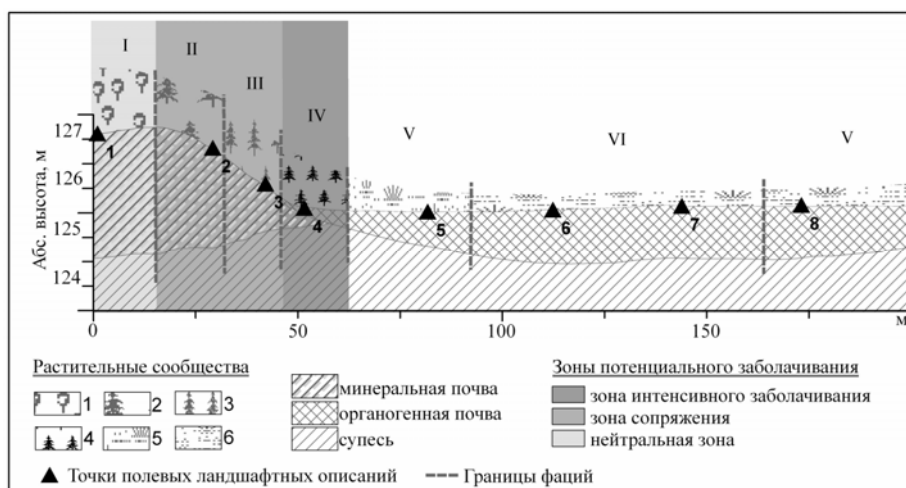 I
II
III
IV
V
VI
V
Абс. высота, м
127
126
125
124
1
2
3
4
5
6
7
8
0
50
100
150
м
Растительные сообщества
1
2
3
4
5
6
минеральная почва
органогенная почва
супесь
Зоны потенциального заболачивания
зона интенсивного заболачивания
зона сопряжения
нейтральная зона
Точки полевых ландшафтных описаний
Границы фаций